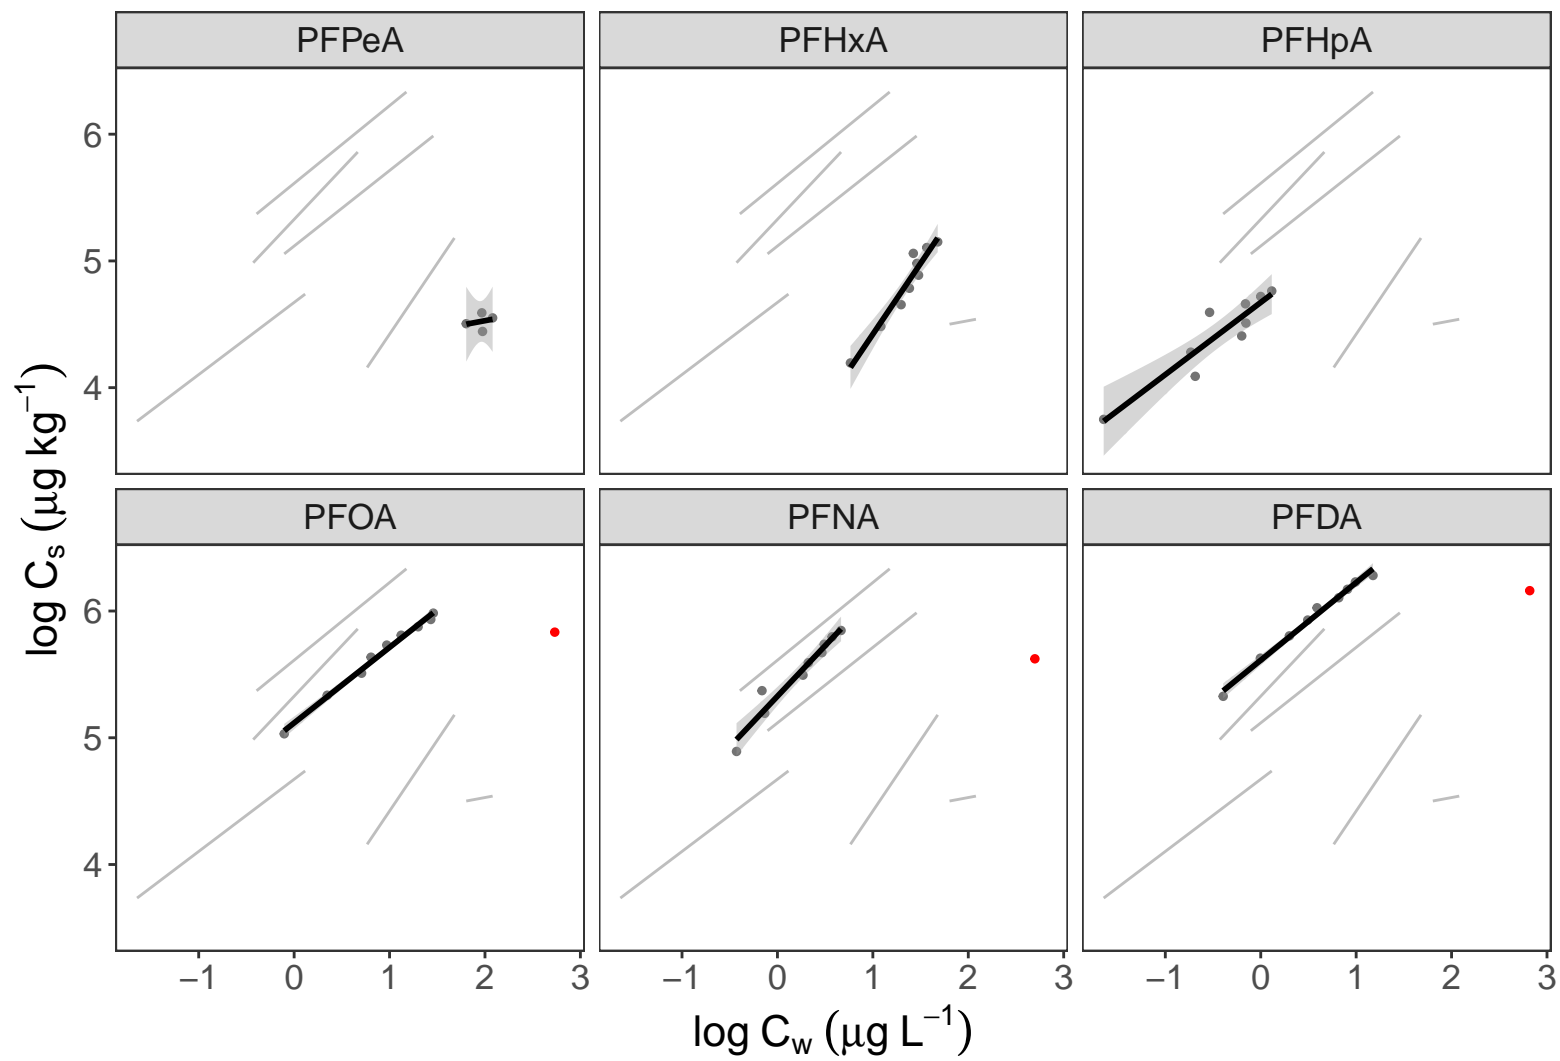 PFPeA PFHxA PFHpA
6
5
4
PFOA PFNA PFDA
6
5
4
−1 0 1 2 3 −1 0 1 2 3 −1 0 1 2 3
log Cw (μg L−1)
log Cs (μg kg−1)